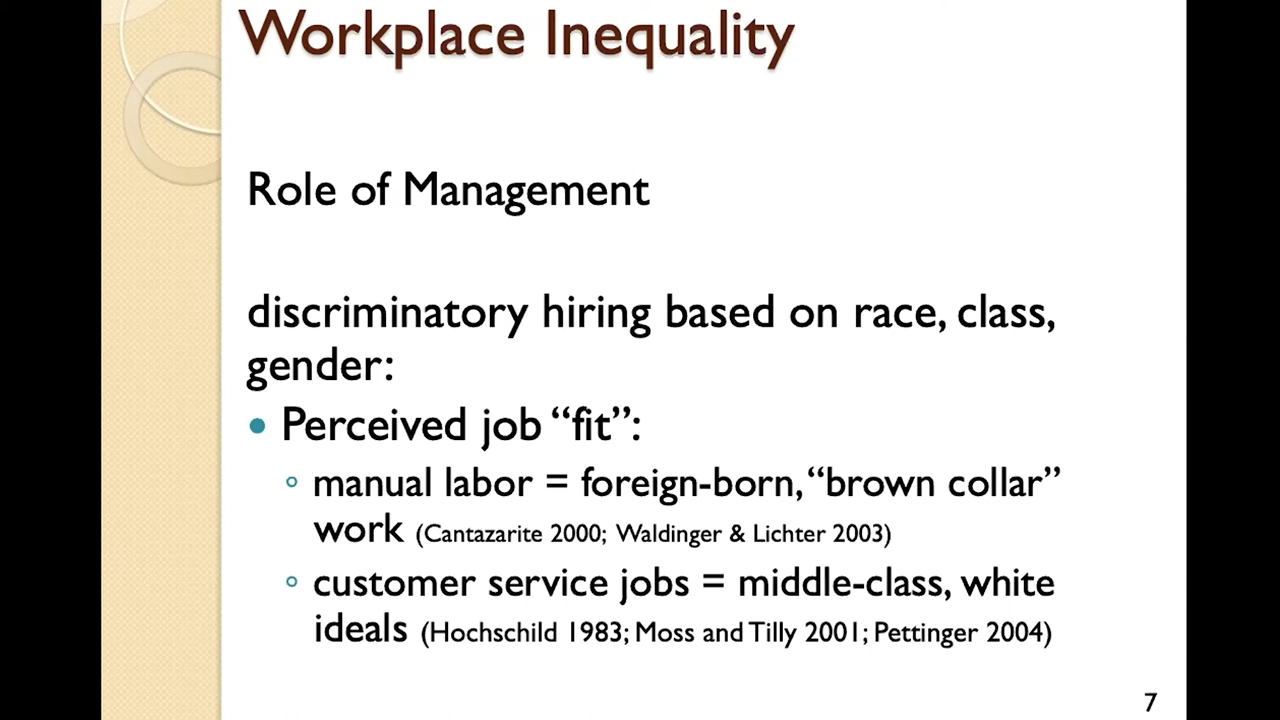 Workplace Inequality
Role of Management
discriminatory hiring based on race, class,
gender:
• Perceived job “fit”:
◦ manual labor = foreign-born, “brown collar”
work (Cantazarite 2000; Waldinger & Lichter 2003)
◦ customer service jobs = middle-class, white
ideals (Hochschild 1983; Moss and Tilly 2001; Pettinger 2004)
7